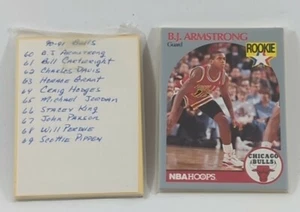 90-91 Bulls
60 B.J ARMSTRONG
61 Bill CARTWRIGHT
62 CHARLES DAVIS
63 HORACE GRANT
64 CRAIG HODGES
65 MICHAEL JORDAN
66 STACEY KING
67 JOHN PAXSON
68 WILL PERDUE
69 SCOTTIE PIPPEN
B.J. ARMSTRONG
Guard
ROOKIE
NBA HOOPS
CHICAGO
BULLS